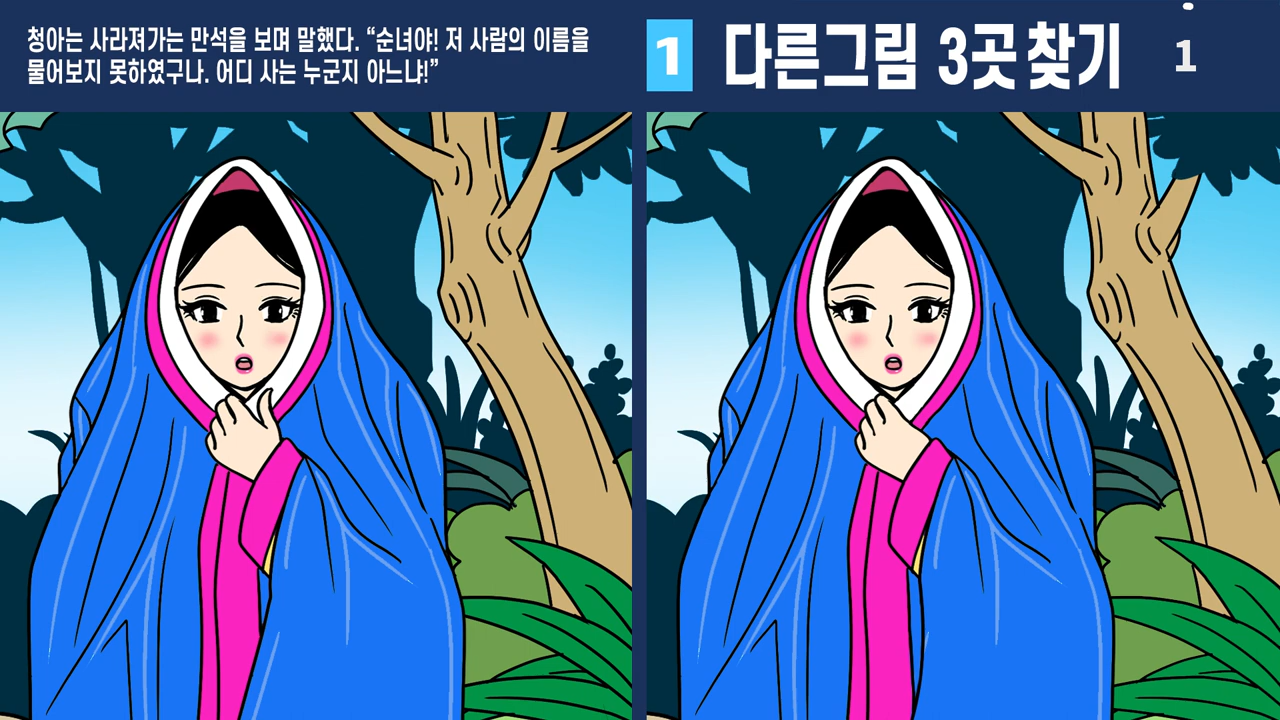 청아는 사라져가는 만석을 보며 말했다. “순녀야! 저 사람의 이름을
물어보지 못하였구나. 어디 사는 누군지 아느냐!”
1 다른그림 3곳 찾기 1